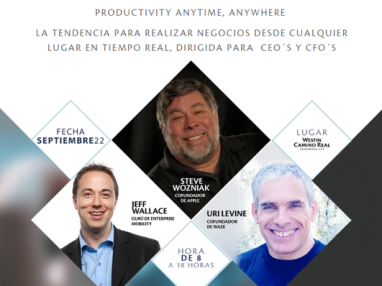 PRODUCTIVITY ANYTIME, ANYWHERE
LA TENDENCIA PARA REALIZAR NEGOCIOS DESDE CUALQUIER
LUGAR EN TIEMPO REAL, DIRIGIDA PARA CEO´S Y CFO´S
FECHA
SEPTIEMBRE22
LUGAR
WESTIN
CAMINO REAL
STEVE
WOZNIAK
COFUNDADOR
DE APPLE
JEFF
WALLACE
GURÚ DE ENTERPRISE
MOBILITY
URI LEVINE
COFUNDADOR
DE WAZE
HORA
DE 8
A 18 HORAS